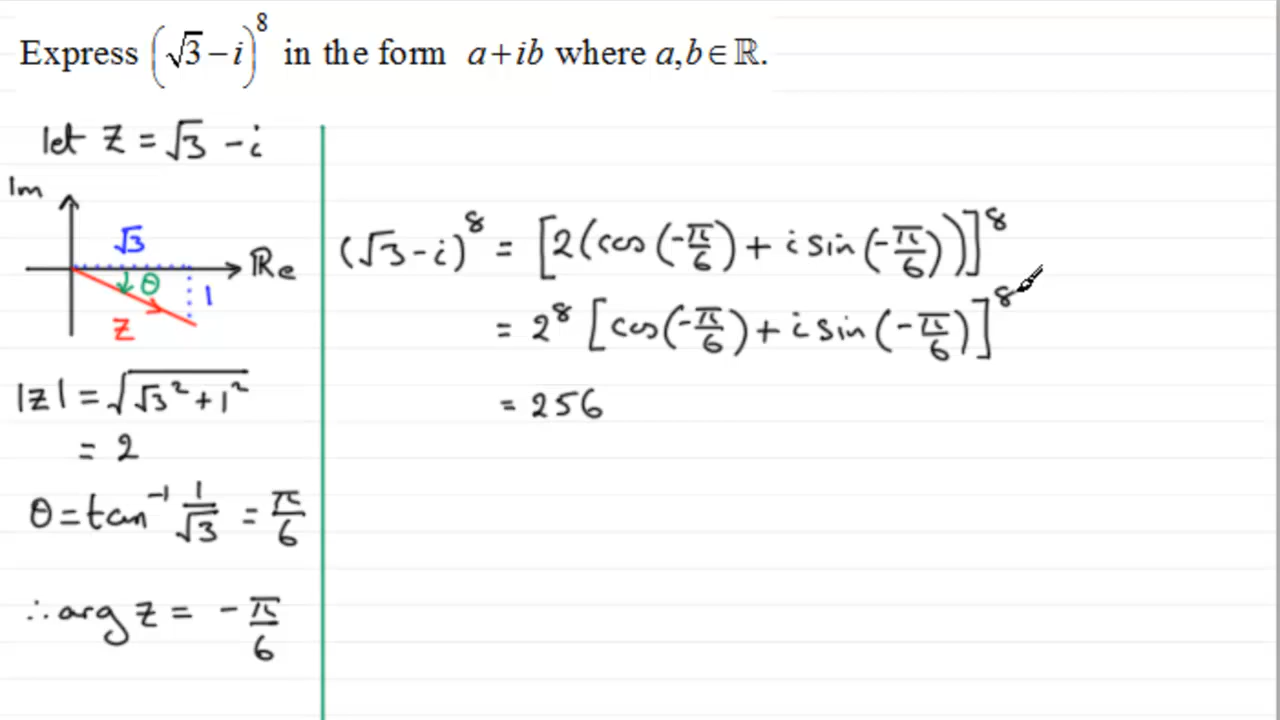 Express (√3 − i)^8 in the form a + ib where a, b ∈ ℝ.
let z = √3 − i
Im
√3
Re
θ
1
z
|z| = √(√3² + 1²)
= 2
θ = tan⁻¹ 1/√3 = π/6
∴ arg z = − π/6
(√3 − i)^8 = [2(cos(−π/6) + i sin(−π/6))]^8
= 2^8 [cos(−π/6) + i sin(−π/6)]^8
= 256